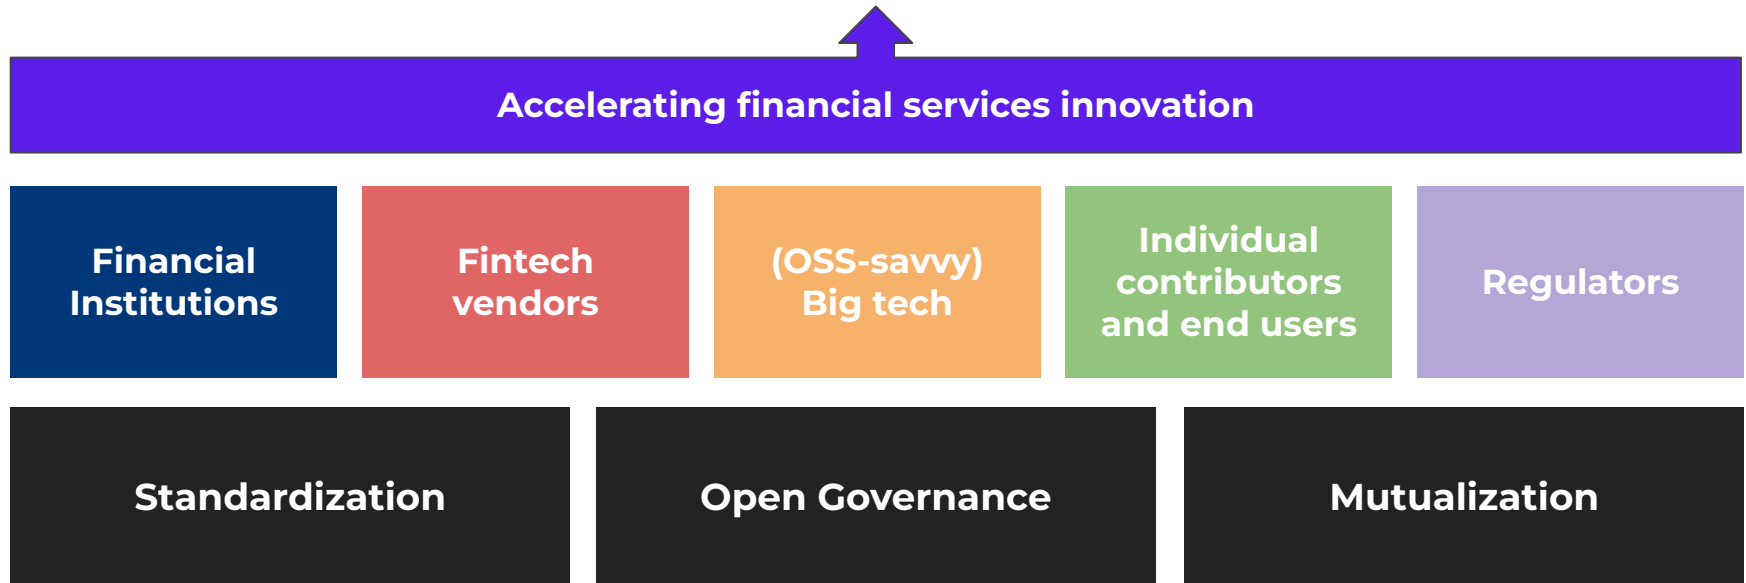 Accelerating financial services innovation
Financial
Institutions
Fintech
vendors
(OSS-savvy)
Big tech
Individual
contributors
and end users
Regulators
Standardization
Open Governance
Mutualization